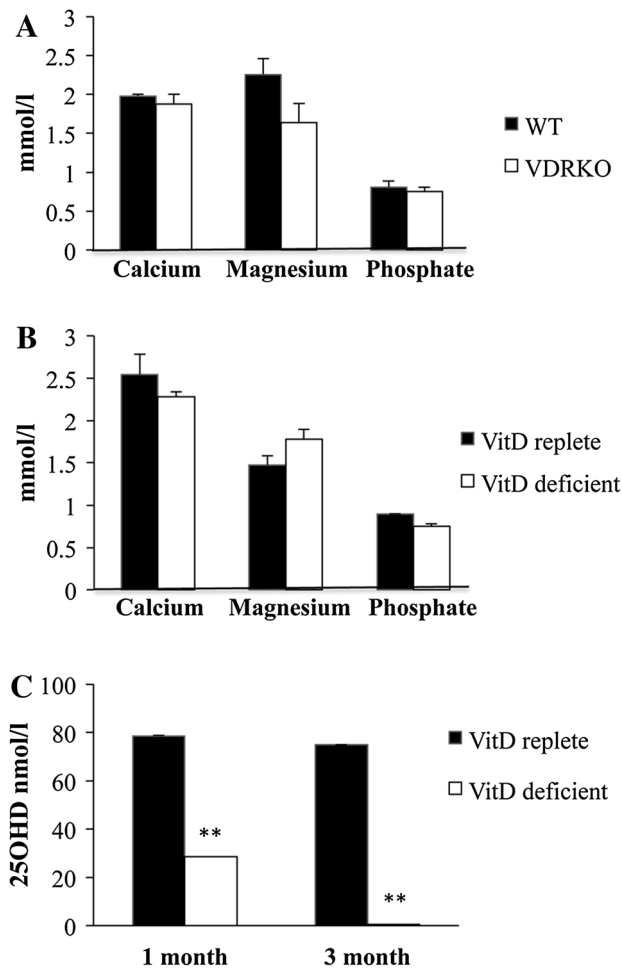 A
3
2.5
2
1.5
1
0.5
0
mmol/l
Calcium Magnesium Phosphate
WT
VDRKO
B
3
2.5
2
1.5
1
0.5
0
mmol/l
Calcium Magnesium Phosphate
VitD replete
VitD deficient
C
100
80
60
40
20
0
25OHD nmol/l
**
**
1 month 3 month
VitD replete
VitD deficient